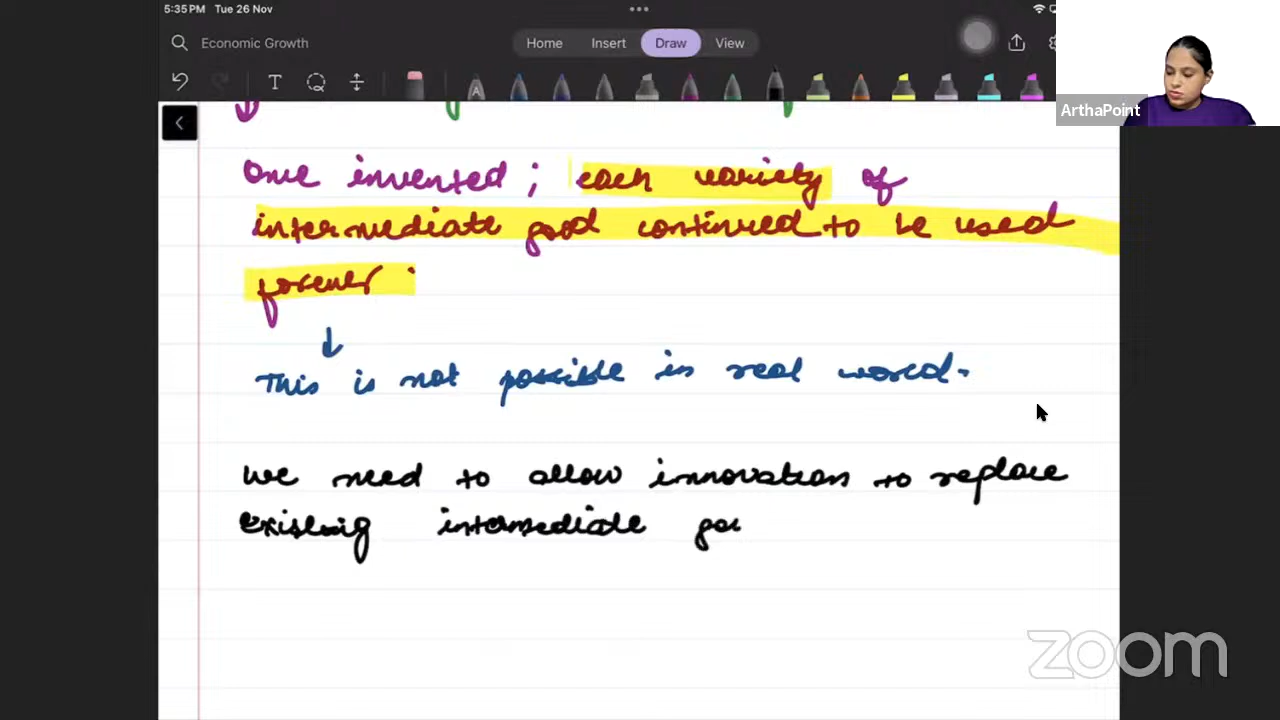 5:35 PM Tue 26 Nov
Economic Growth
Home Insert Draw View
ArthaPoint
Once invented ; each variety of
intermediate good continued to be used
forever .
This is not possible in real world.
We need to allow innovations to replace
existing intermediate goo
zoom